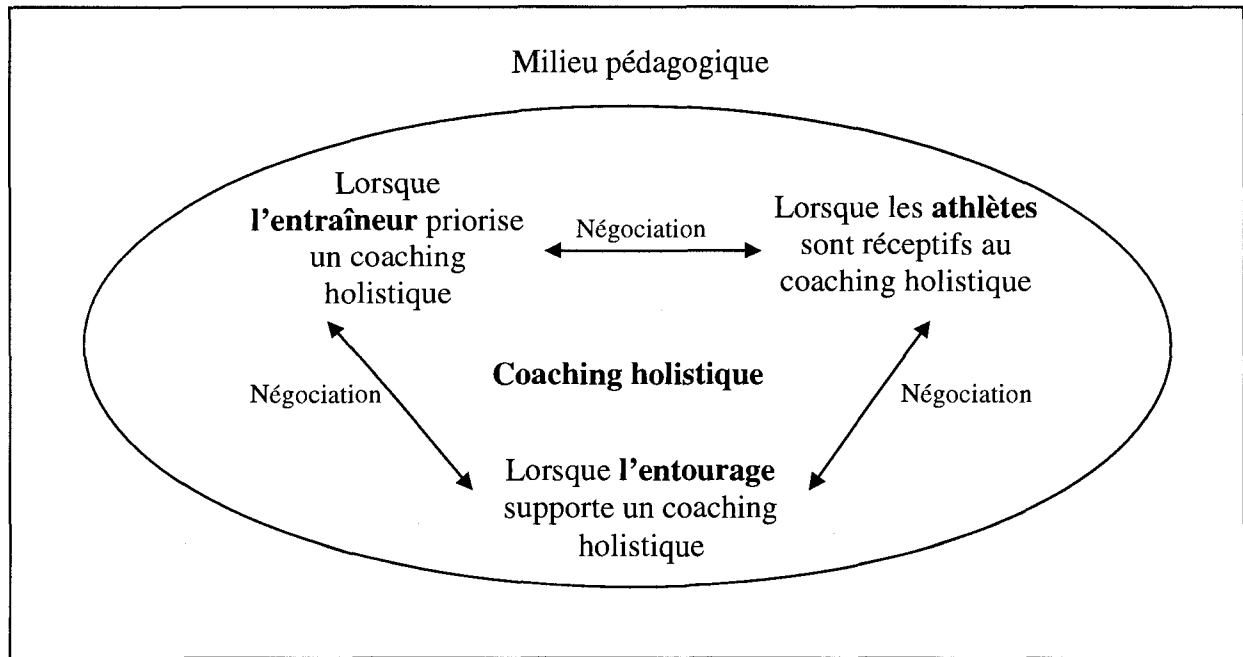 Milieu pédagogique
Lorsque
l'entraîneur priorise
un coaching
holistique
Négociation
Lorsque les athlètes
sont réceptifs au
coaching holistique
Négociation
Coaching holistique
Négociation
Lorsque l'entourage
supporte un coaching
holistique